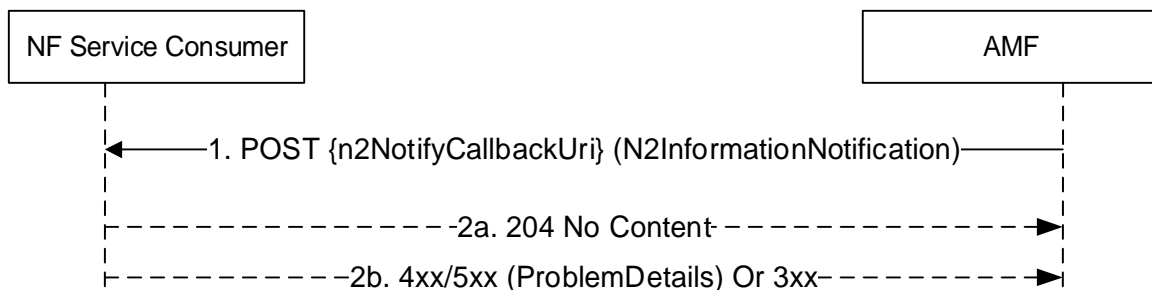 NF Service Consumer
AMF
1. POST {n2NotifyCallbackUri} (N2InformationNotification)
2a. 204 No Content
2b. 4xx/5xx (ProblemDetails) Or 3xx